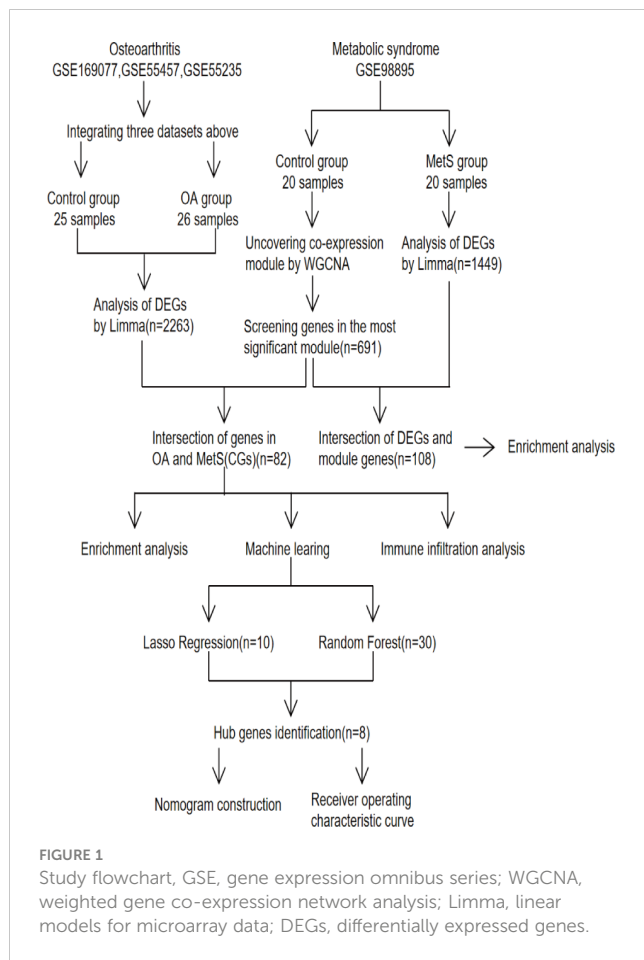 Osteoarthritis
GSE169077,GSE55457,GSE55235
Metabolic syndrome
GSE98895
Integrating three datasets above
Control group
25 samples
OA group
26 samples
Control group
20 samples
MetS group
20 samples
Uncovering co-expression
module by WGCNA
Analysis of DEGs
by Limma(n=1449)
Analysis of DEGs
by Limma(n=2263)
Screening genes in the most
significant module(n=691)
Intersection of genes in
OA and MetS(CGs)(n=82)
Intersection of DEGs and
module genes(n=108)
Enrichment analysis
Enrichment analysis
Machine learing
Immune infiltration analysis
Lasso Regression(n=10)
Random Forest(n=30)
Hub genes identification(n=8)
Nomogram construction
Receiver operating
characteristic curve
FIGURE 1
Study flowchart, GSE, gene expression omnibus series; WGCNA,
weighted gene co-expression network analysis; Limma, linear
models for microarray data; DEGs, differentially expressed genes.